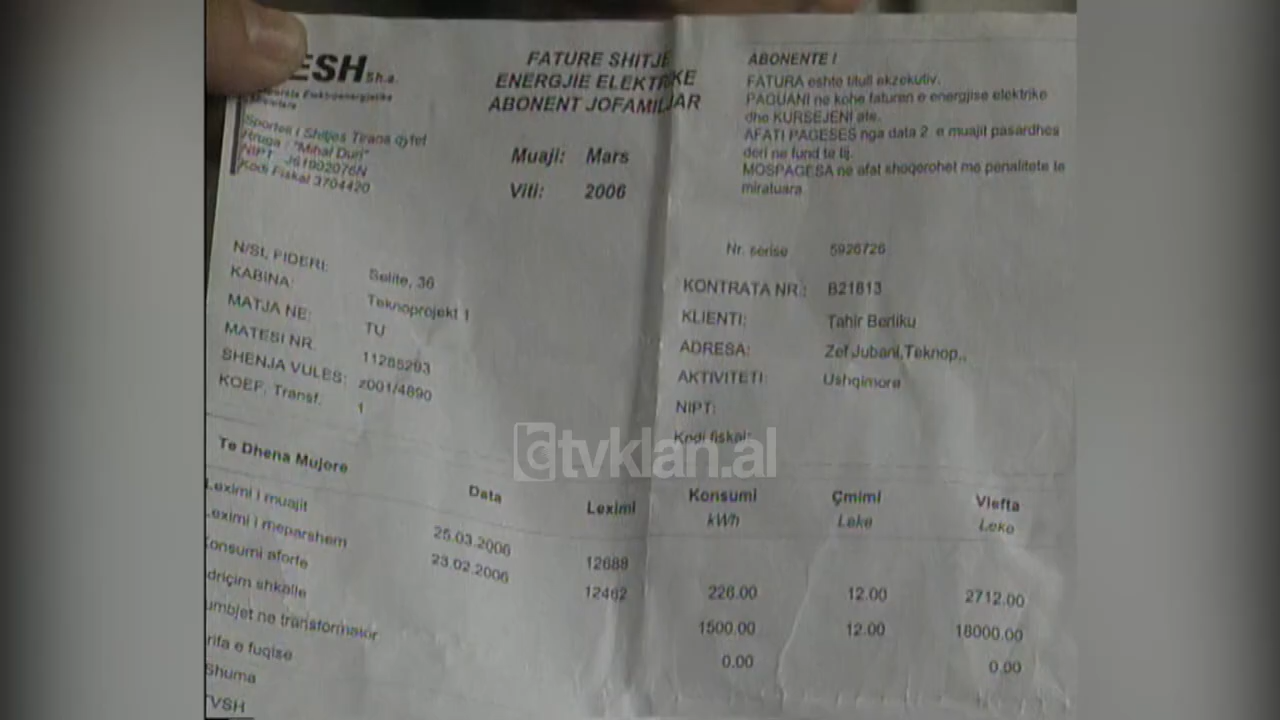 ESH Sh.a.
Sportes i Shitjes Tirana qytet
Rruga : "Mihal Duri"
NIPT : J61902076N
Kodi Fiskal 3704420
FATURE SHITJE
ENERGJIE ELEKTRIKE
ABONENT JOFAMILJAR
Muaji: Mars
Viti: 2006
ABONENTE !
FATURA eshte titull ekzekutiv.
PAGUANI ne kohe faturen e energjise elektrike
dhe KURSEJENI ate.
AFATI PAGESES nga data 2 e muajit pasardhes
deri ne fund te tij.
MOSPAGESA ne afat shoqerohet me penalitete te
miratuara
N/St, FIDERI: Selite, 36
KABINA: Teknoprojekt 1
MATJA NE: TU
MATESI NR. 11285293
SHENJA VULES: z001/4890
KOEF. Transf. 1
Nr. serise 5926726
KONTRATA NR.: B21813
KLIENTI: Tahir Berliku
ADRESA: Zef Jubani,Teknop,,
AKTIVITETI: Ushqimore
NIPT:
Kodi fiskal:
tvklan.al
Te Dhena Mujore Data Leximi Konsumi Çmimi Vlefta
kWh Leke Leke
Leximi i muajit 25.03.2006 12688
Leximi i meparshem 23.02.2006 12462
Konsumi aforfe 226.00 12.00 2712.00
driçim shkalle 1500.00 12.00 18000.00
umbjet ne transformator 0.00 0.00
rifa e fuqise
Shuma
TVSH